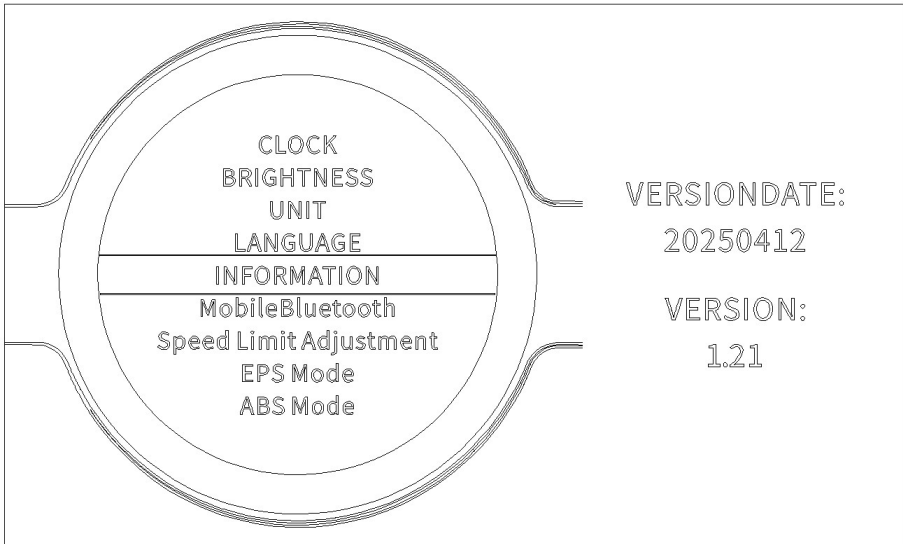 CLOCK
BRIGHTNESS
UNIT
LANGUAGE
INFORMATION
MobileBluetooth
Speed Limit Adjustment
EPS Mode
ABS Mode
VERSIONDATE:
20250412
VERSION:
1.21